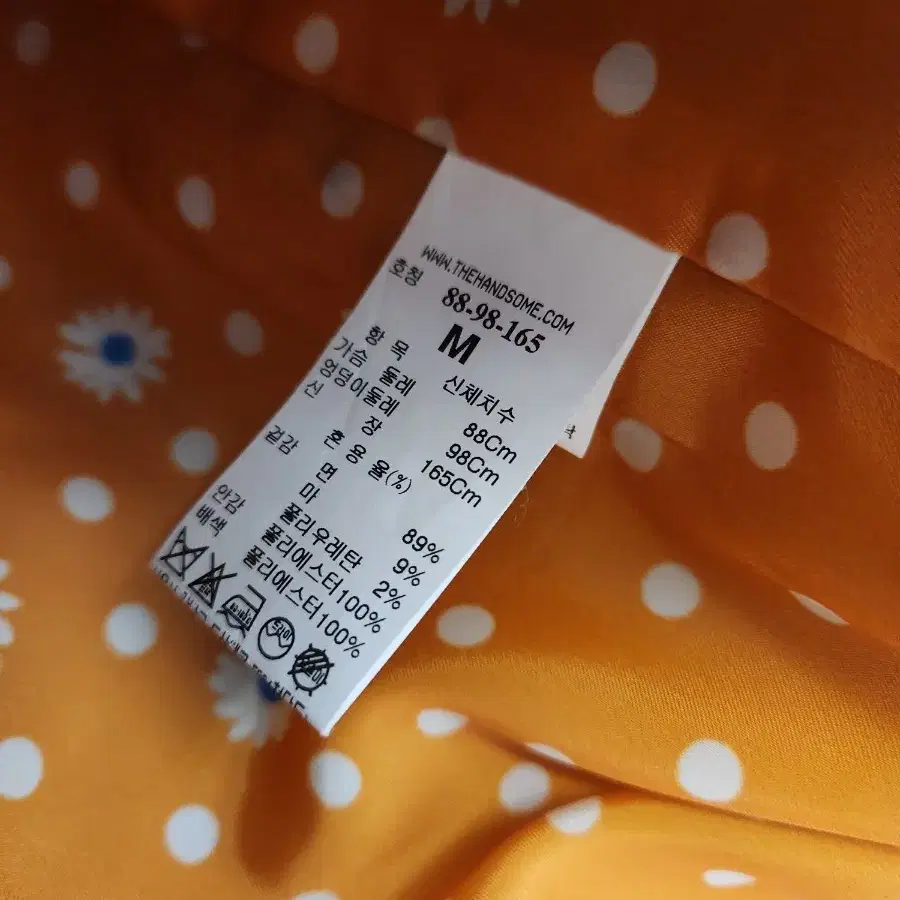 WWW.THEHANDSOME.COM
호칭 88-98-165
M
항 목 신체치수
가슴 둘레 88Cm
엉덩이둘레 98Cm
신 장 165Cm
혼 용 율(%)
겉감 면 89%
마 9%
폴리우레탄 2%
안감 폴리에스터100%
배색 폴리에스터100%
드라이